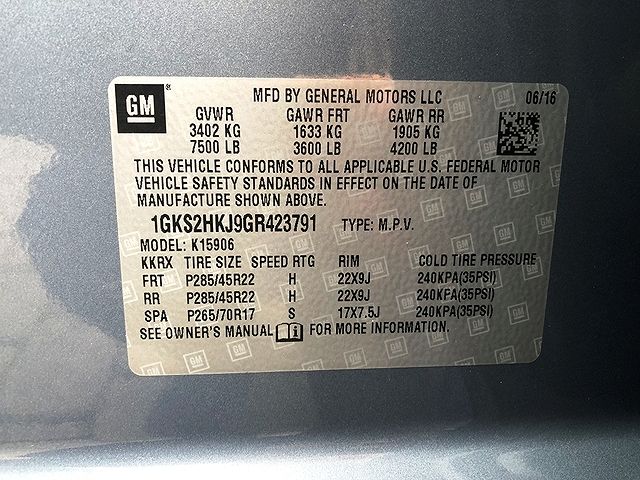 GM®
MFD BY GENERAL MOTORS LLC 06/16
GVWR GAWR FRT GAWR RR
3402 KG 1633 KG 1905 KG
7500 LB 3600 LB 4200 LB
THIS VEHICLE CONFORMS TO ALL APPLICABLE U.S. FEDERAL MOTOR
VEHICLE SAFETY STANDARDS IN EFFECT ON THE DATE OF
MANUFACTURE SHOWN ABOVE.
1GKS2HKJ9GR423791 TYPE: M.P.V.
MODEL: K15906
KKRX TIRE SIZE SPEED RTG RIM COLD TIRE PRESSURE
FRT P285/45R22 H 22X9J 240KPA(35PSI)
RR P285/45R22 H 22X9J 240KPA(35PSI)
SPA P265/70R17 S 17X7.5J 240KPA(35PSI)
SEE OWNER'S MANUAL FOR MORE INFORMATION.